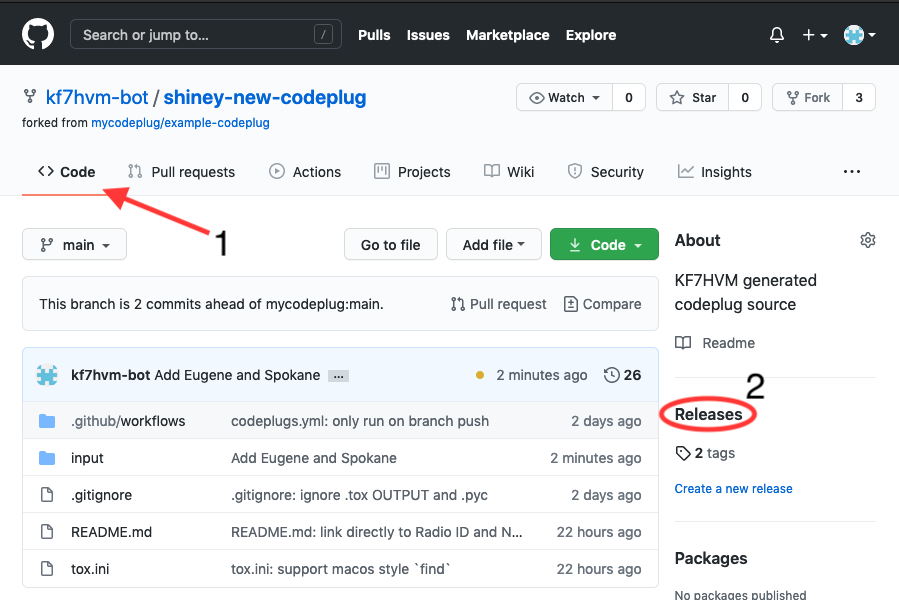 Search or jump to... /
Pulls Issues Marketplace Explore
kf7hvm-bot / shiney-new-codeplug
Watch 0 Star 0 Fork 3
forked from mycodeplug/example-codeplug
Code Pull requests Actions Projects Wiki Security Insights ...
1
main Go to file Add file Code
This branch is 2 commits ahead of mycodeplug:main. Pull request Compare
kf7hvm-bot Add Eugene and Spokane ... 2 minutes ago 26
.github/workflows codeplugs.yml: only run on branch push 2 days ago
input Add Eugene and Spokane 2 minutes ago
.gitignore .gitignore: ignore .tox OUTPUT and .pyc 2 days ago
README.md README.md: link directly to Radio ID and N... 22 hours ago
tox.ini tox.ini: support macos style `find` 22 hours ago
About
KF7HVM generated
codeplug source
Readme
2
Releases
2 tags
Create a new release
Packages
No packages published